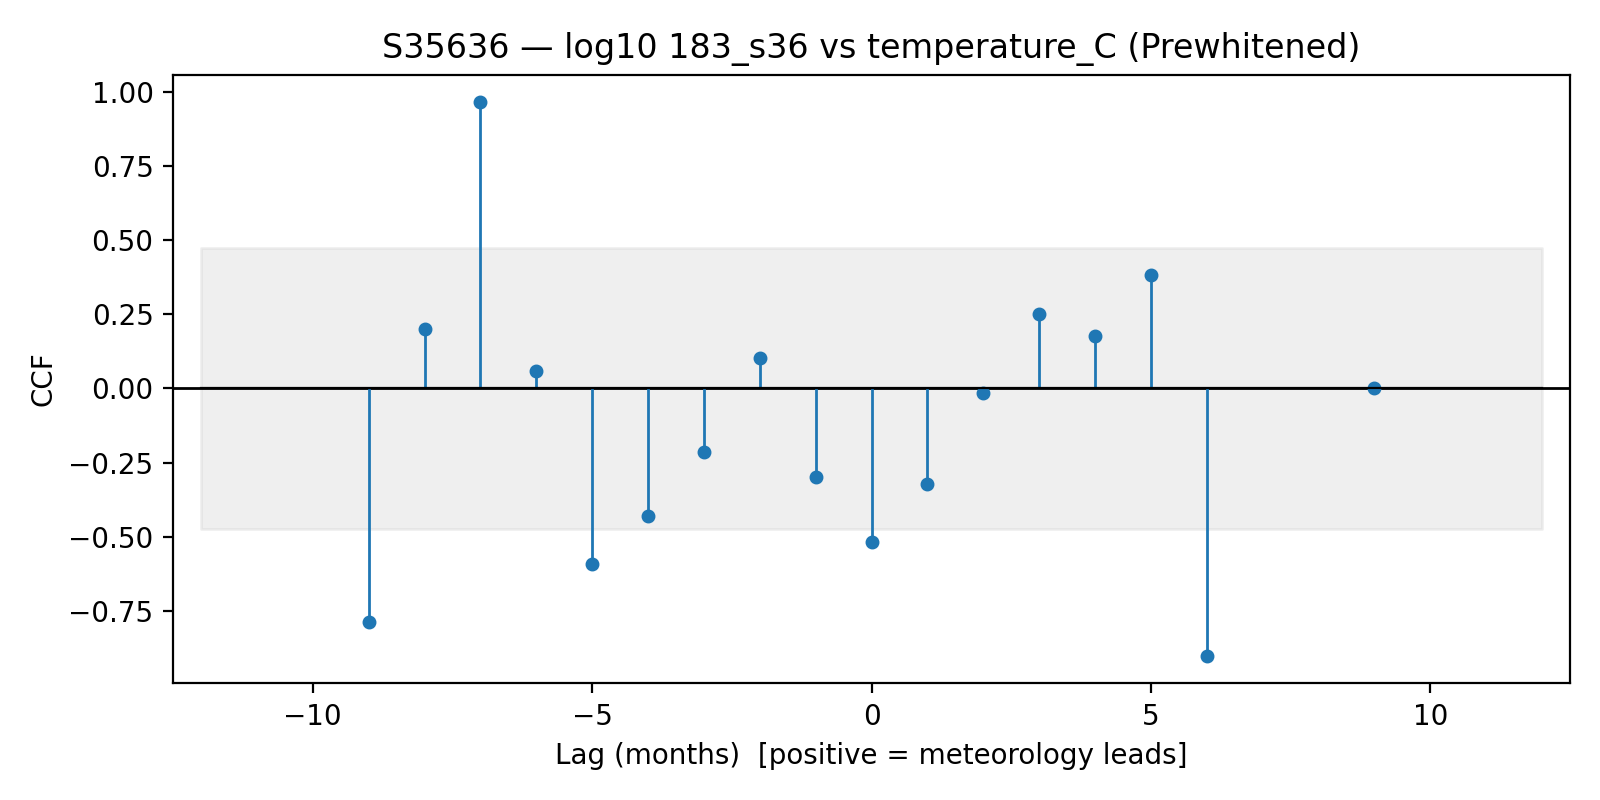 S35636 — log10 183_s36 vs temperature_C (Prewhitened)
1.00
0.75
0.50
0.25
0.00
−0.25
−0.50
−0.75
CCF
−10 −5 0 5 10
Lag (months) [positive = meteorology leads]